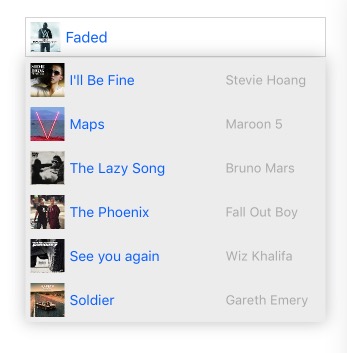 Faded
I'll Be Fine Stevie Hoang
Maps Maroon 5
The Lazy Song Bruno Mars
The Phoenix Fall Out Boy
See you again Wiz Khalifa
Soldier Gareth Emery